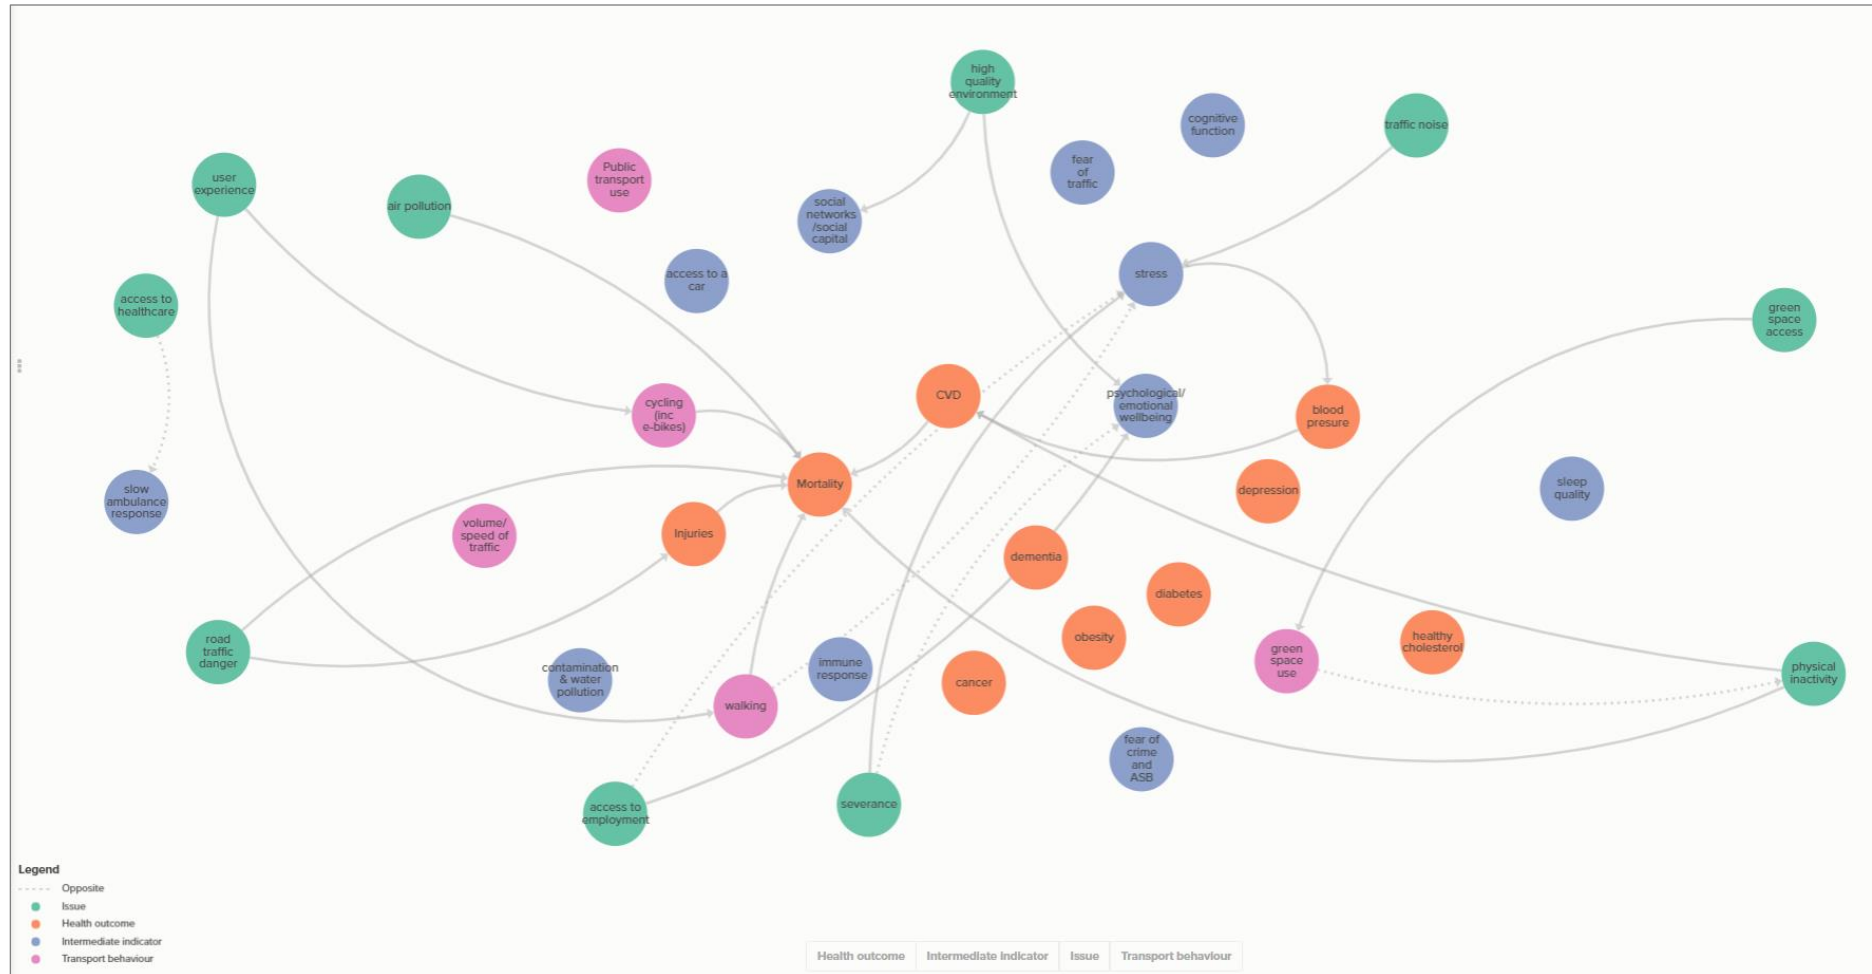 high
quality
environment
cognitive
function
traffic noise
fear
of
traffic
Public
transport
use
user
experience
air pollution
social
networks
/social
capital
access to a
car
stress
access to
healthcare
green
space
access
CVD
psychological/
emotional
wellbeing
blood
presure
cycling
(inc
e-bikes)
Mortality
depression
sleep
quality
slow
ambulance
response
volume/
speed of
traffic
Injuries
dementia
diabetes
obesity
healthy
cholesterol
road
traffic
danger
contamination
& water
pollution
immune
response
cancer
green
space
use
physical
inactivity
walking
fear of
crime
and
ASB
access to
employment
severance
Legend
Opposite
Issue
Health outcome
Intermediate indicator
Transport behaviour
Health outcome Intermediate indicator Issue Transport behaviour